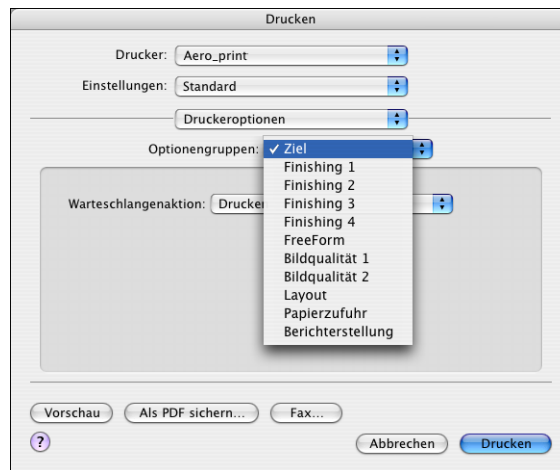 Drucken
Drucker: Aero_print
Einstellungen: Standard
Druckeroptionen
Optionengruppen: ✓ Ziel
Finishing 1
Finishing 2
Finishing 3
Warteschlangenaktion: Drucken
Finishing 4
FreeForm
Bildqualität 1
Bildqualität 2
Layout
Papierzufuhr
Berichterstellung
Vorschau Als PDF sichern... Fax...
? Abbrechen Drucken